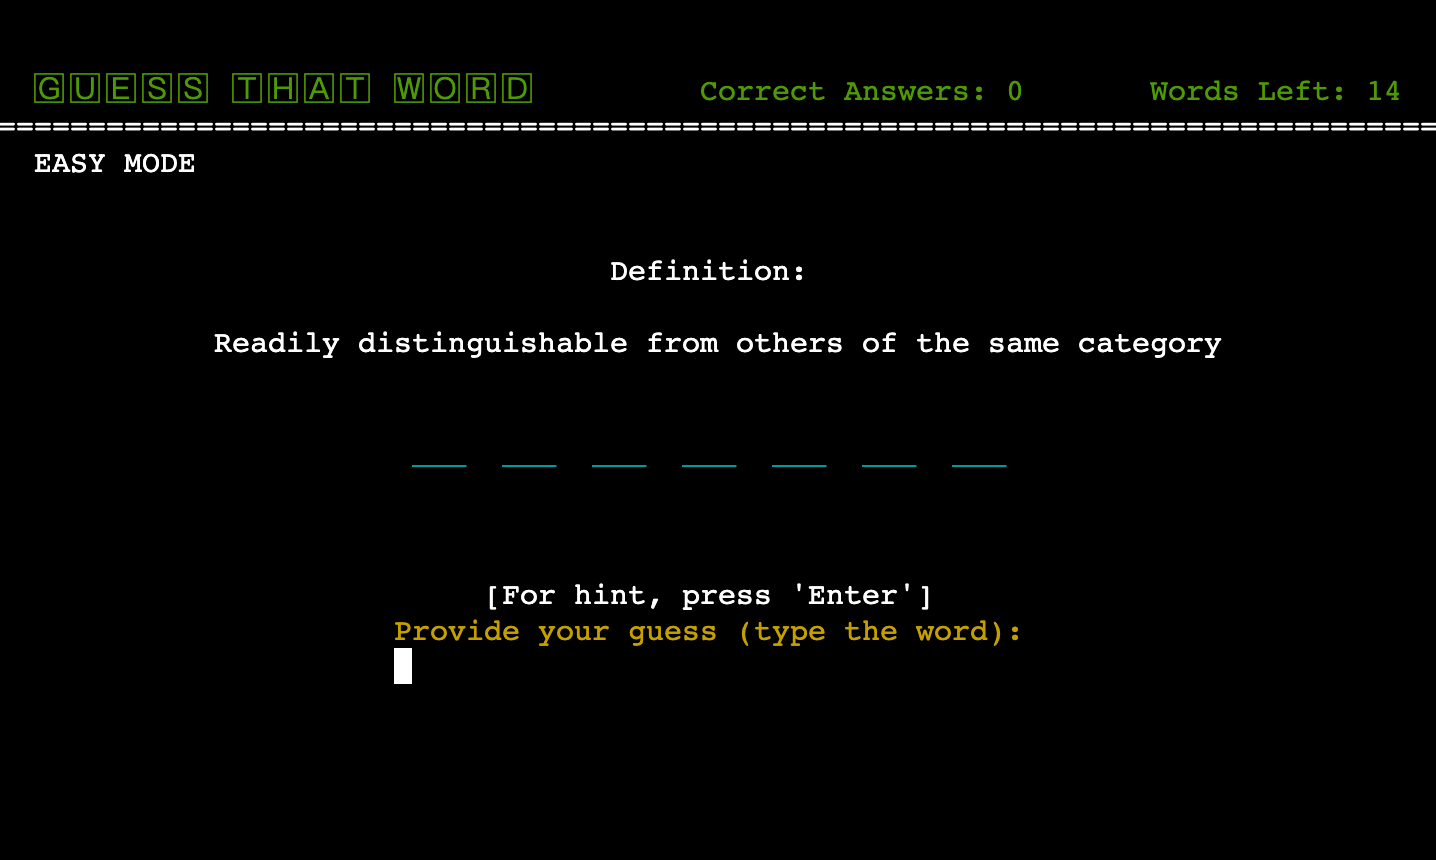 GUESS THAT WORD Correct Answers: 0 Words Left: 14
================================================================================
EASY MODE
Definition:
Readily distinguishable from others of the same category
___ ___ ___ ___ ___ ___ ___
[For hint, press 'Enter']
Provide your guess (type the word):